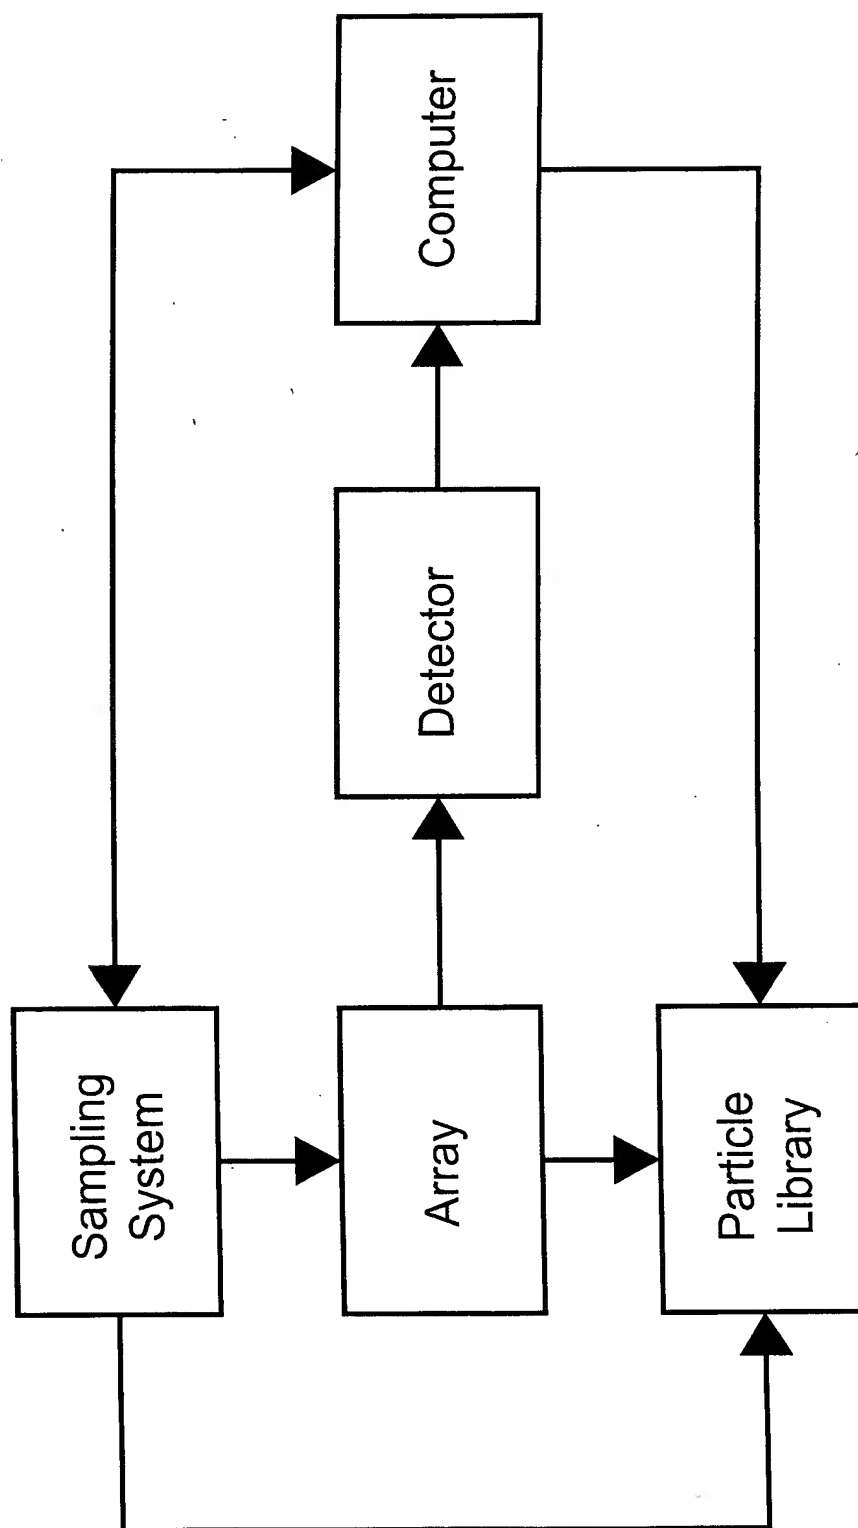 Sampling
System
Array
Particle
Library
Detector
Computer